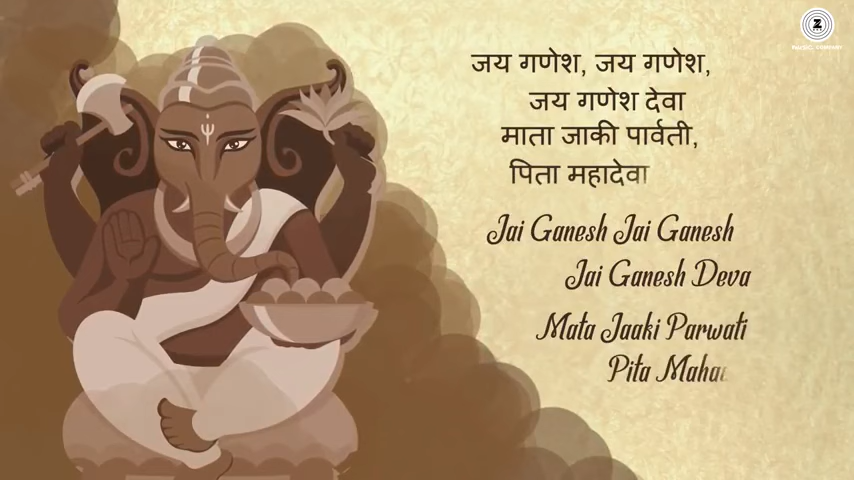 जय गणेश, जय गणेश,
जय गणेश देवा
माता जाकी पार्वती,
पिता महादेवा
Jai Ganesh Jai Ganesh
Jai Ganesh Deva
Mata Jaaki Parwati
Pita Mahaa